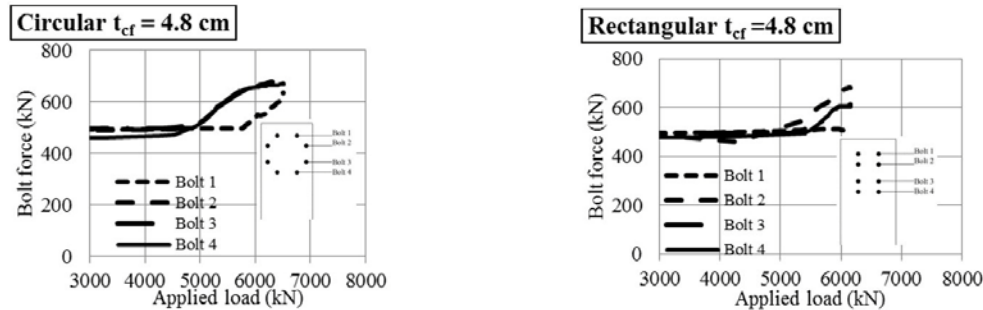 Circular t_cf = 4.8 cm
800
600
400
200
0
Bolt force (kN)
Bolt 1
Bolt 2
Bolt 3
Bolt 4
Bolt 1
Bolt 2
Bolt 3
Bolt 4
3000 4000 5000 6000 7000 8000
Applied load (kN)
Rectangular t_cf =4.8 cm
800
600
400
200
0
Bolt force (kN)
Bolt 1
Bolt 2
Bolt 3
Bolt 4
Bolt 1
Bolt 2
Bolt 3
Bolt 4
3000 4000 5000 6000 7000 8000
Applied load (kN)